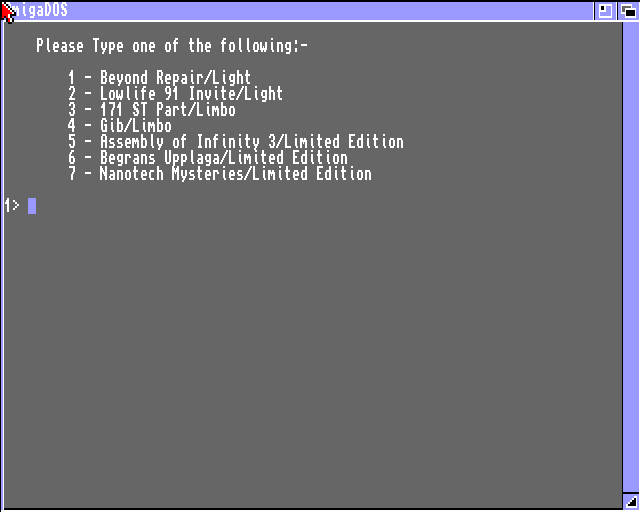 migaDOS
Please Type one of the following:-
1 - Beyond Repair/Light
2 - Lowlife 91 Invite/Light
3 - 171 ST Part/Limbo
4 - Gib/Limbo
5 - Assembly of Infinity 3/Limited Edition
6 - Begrans Upplaga/Limited Edition
7 - Nanotech Mysteries/Limited Edition
1>